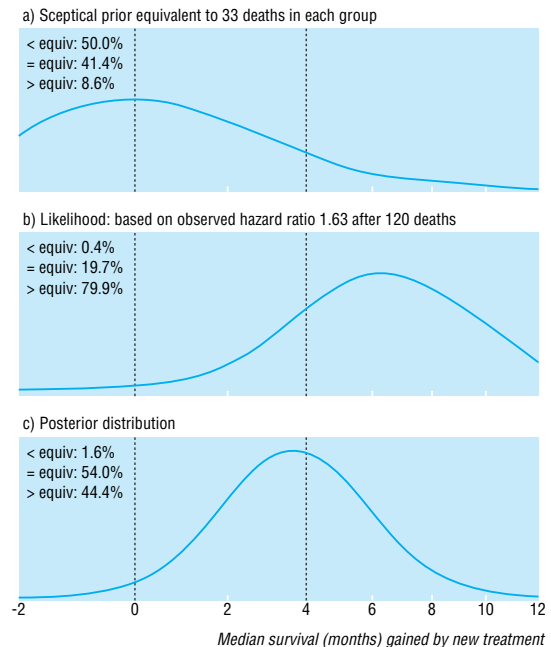 a) Sceptical prior equivalent to 33 deaths in each group
< equiv: 50.0%
= equiv: 41.4%
> equiv: 8.6%
b) Likelihood: based on observed hazard ratio 1.63 after 120 deaths
< equiv: 0.4%
= equiv: 19.7%
> equiv: 79.9%
c) Posterior distribution
< equiv: 1.6%
= equiv: 54.0%
> equiv: 44.4%
-2 0 2 4 6 8 10 12
Median survival (months) gained by new treatment